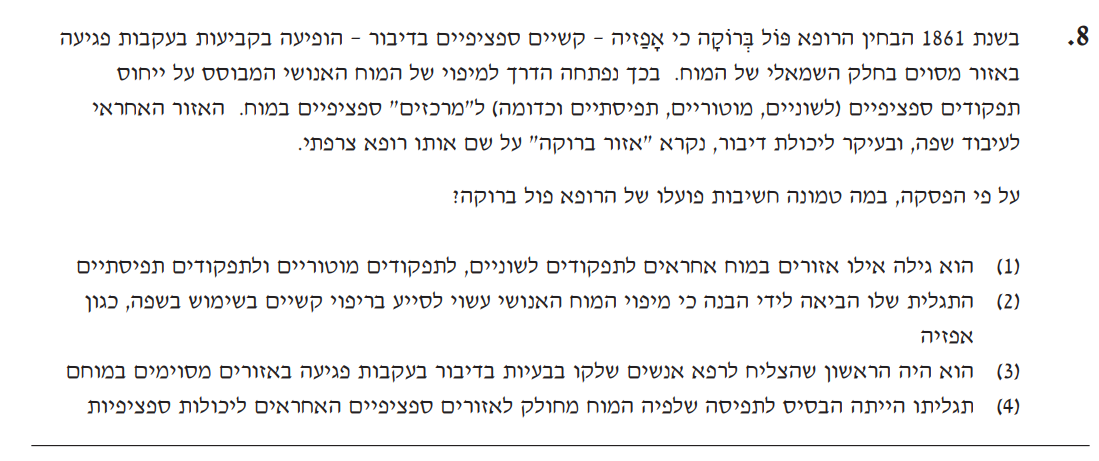 8. בשנת 1861 הבחין הרופא פּוֹל בְּרוֹקָה כי אָפַזיה – קשיים ספציפיים בדיבור – הופיעה בקביעות בעקבות פגיעה
באזור מסוים בחלק השמאלי של המוח. בכך נפתחה הדרך למיפוי של המוח האנושי המבוסס על ייחוס
תפקודים ספציפיים (לשוניים, מוטוריים, תפיסתיים וכדומה) ל"מרכזים" ספציפיים במוח. האזור האחראי
לעיבוד שפה, ובעיקר ליכולת דיבור, נקרא "אזור ברוקה" על שם אותו רופא צרפתי.
על פי הפסקה, במה טמונה חשיבות פועלו של הרופא פול ברוקה?
(1) הוא גילה אילו אזורים במוח אחראים לתפקודים לשוניים, לתפקודים מוטוריים ולתפקודים תפיסתיים
(2) התגלית שלו הביאה לידי הבנה כי מיפוי המוח האנושי עשוי לסייע בריפוי קשיים בשימוש בשפה, כגון
אפזיה
(3) הוא היה הראשון שהצליח לרפא אנשים שלקו בבעיות בדיבור בעקבות פגיעה באזורים מסוימים במוחם
(4) תגליתו הייתה הבסיס לתפיסה שלפיה המוח מחולק לאזורים ספציפיים האחראים ליכולות ספציפיות